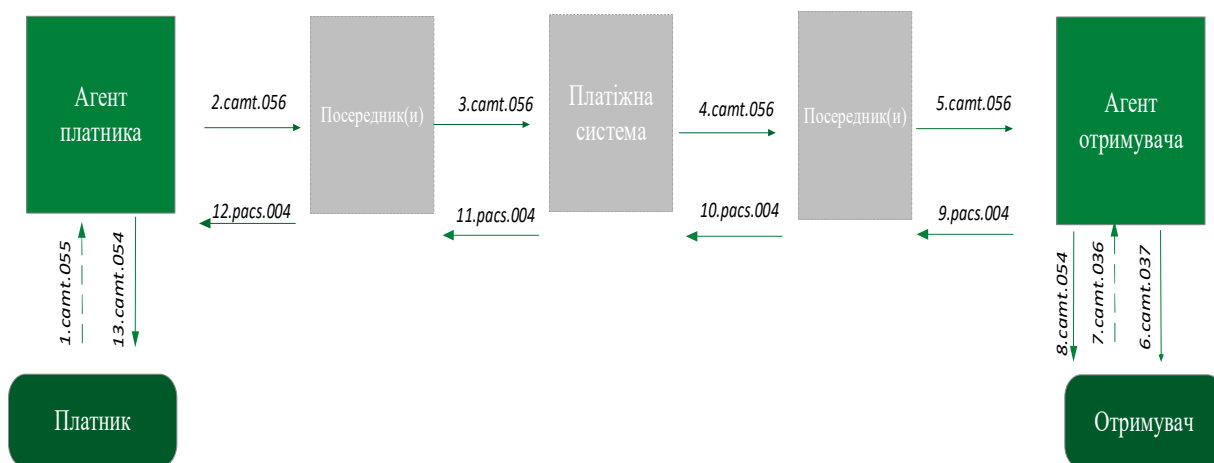 Агент
платника
2.camt.056
Посередник(и)
3.camt.056
Платіжна
система
4.camt.056
Посередник(и)
5.camt.056
Агент
отримувача
12.pacs.004
11.pacs.004
10.pacs.004
9.pacs.004
1.camt.055
13.camt.054
8.camt.054
7.camt.036
6.camt.037
Платник
Отримувач